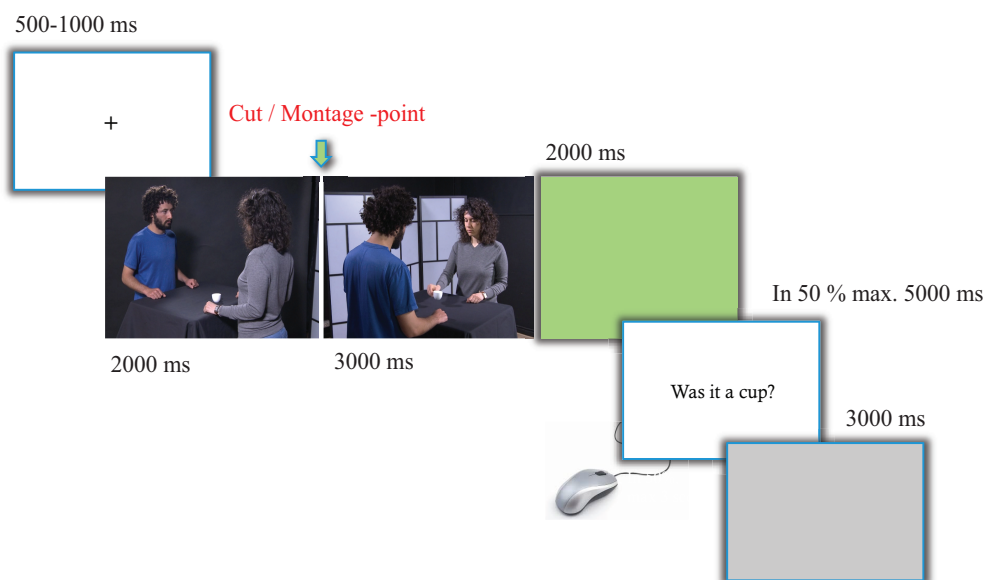 500-1000 ms
+
Cut / Montage -point
2000 ms
3000 ms
2000 ms
In 50 % max. 5000 ms
Was it a cup?
3000 ms